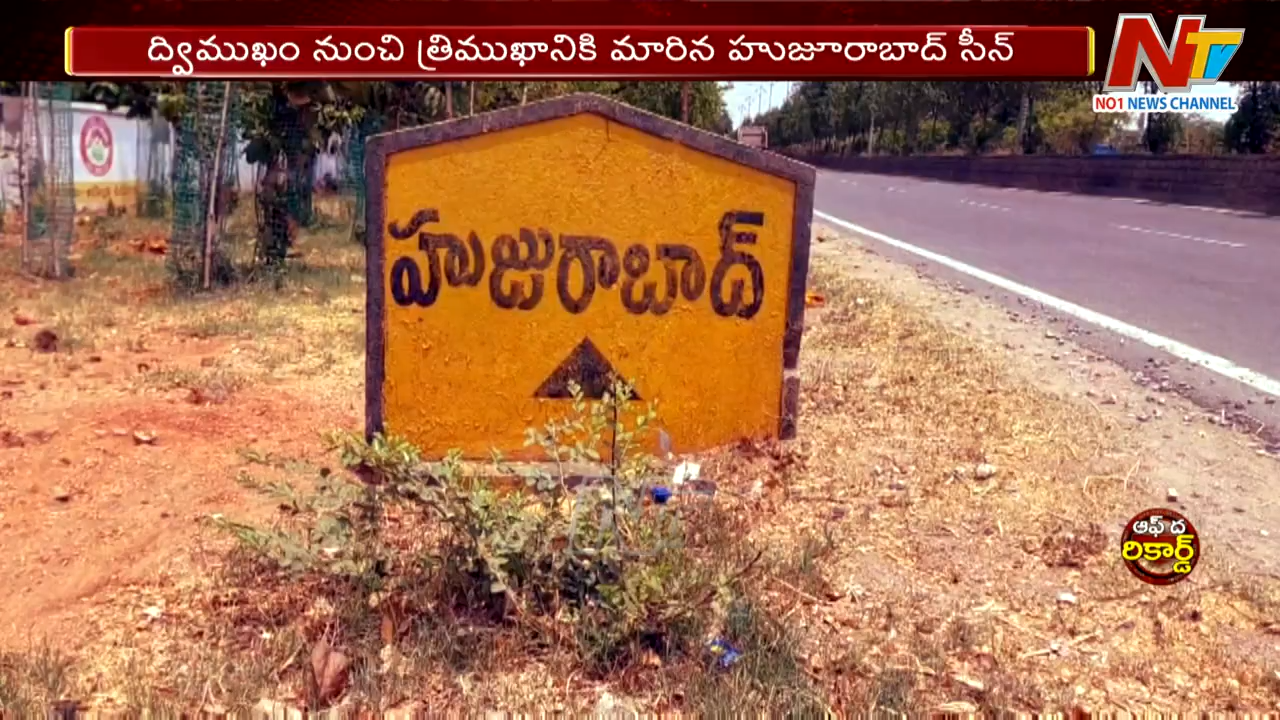 ద్విముఖం నుంచి త్రిముఖానికి మారిన హుజూరాబాద్ సీన్
NTV
NO1 NEWS CHANNEL
హుజురాబాద్
ఆఫ్ ద
రికార్డ్